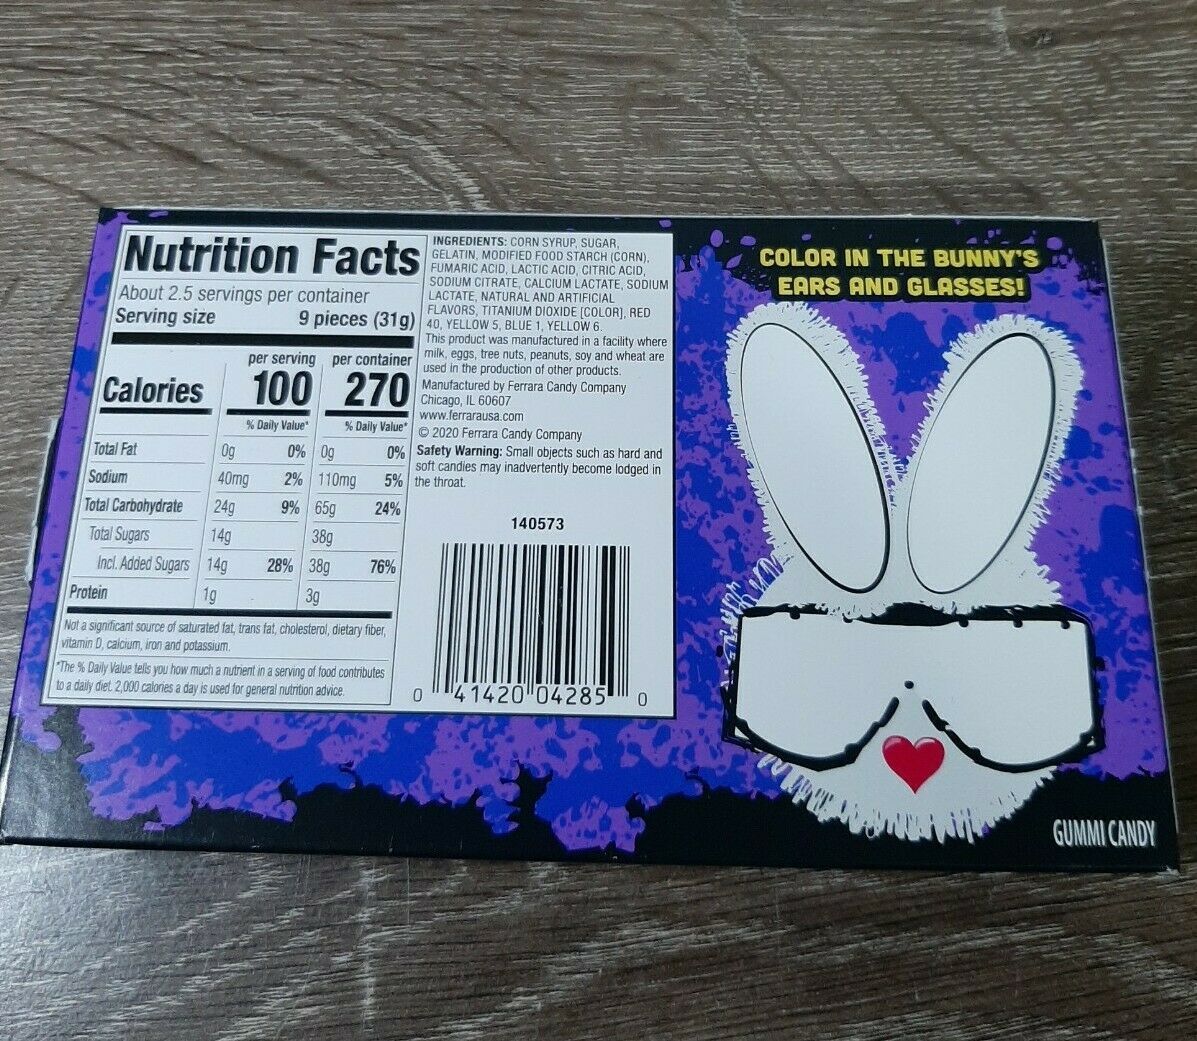 Nutrition Facts
About 2.5 servings per container
Serving size 9 pieces (31g)
per serving per container
Calories 100 270
% Daily Value* % Daily Value*
Total Fat 0g 0% 0g 0%
Sodium 40mg 2% 110mg 5%
Total Carbohydrate 24g 9% 65g 24%
Total Sugars 14g 38g
Incl. Added Sugars 14g 28% 38g 76%
Protein 1g 3g
Not a significant source of saturated fat, trans fat, cholesterol, dietary fiber,
vitamin D, calcium, iron and potassium.
*The % Daily Value tells you how much a nutrient in a serving of food contributes
to a daily diet. 2,000 calories a day is used for general nutrition advice.
INGREDIENTS: CORN SYRUP, SUGAR,
GELATIN, MODIFIED FOOD STARCH (CORN),
FUMARIC ACID, LACTIC ACID, CITRIC ACID,
SODIUM CITRATE, CALCIUM LACTATE, SODIUM
LACTATE, NATURAL AND ARTIFICIAL
FLAVORS, TITANIUM DIOXIDE [COLOR], RED
40, YELLOW 5, BLUE 1, YELLOW 6.
This product was manufactured in a facility where
milk, eggs, tree nuts, peanuts, soy and wheat are
used in the production of other products.
Manufactured by Ferrara Candy Company
Chicago, IL 60607
www.ferrarausa.com
© 2020 Ferrara Candy Company
Safety Warning: Small objects such as hard and
soft candies may inadvertently become lodged in
the throat.
140573
0 41420 04285 0
COLOR IN THE BUNNY'S
EARS AND GLASSES!
GUMMI CANDY